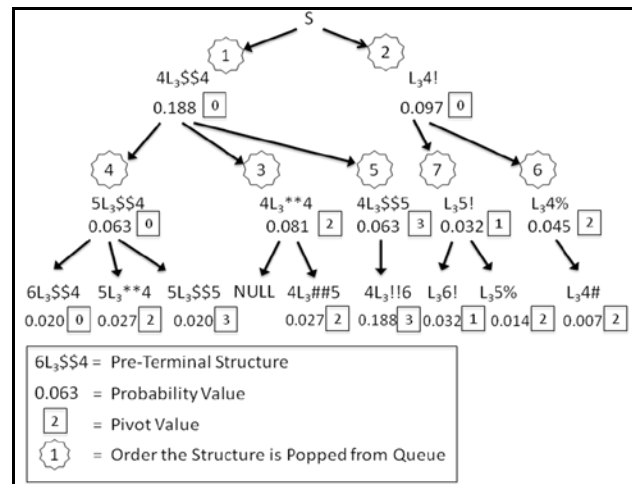 S
1
2
4L₃$$4
L₃4!
0.188 0
0.097 0
4
3
5
7
6
5L₃$$4
4L₃**4
4L₃$$5
L₃5!
L₃4%
0.063 0
0.081 2
0.063 3
0.032 1
0.045 2
6L₃$$4
5L₃**4
5L₃$$5
NULL
4L₃##5
4L₃!!6
L₃6!
L₃5%
L₃4#
0.020 0
0.027 2
0.020 3
0.027 2
0.188 3
0.032 1
0.014 2
0.007 2
6L₃$$4 = Pre-Terminal Structure
0.063 = Probability Value
2 = Pivot Value
1 = Order the Structure is Popped from Queue